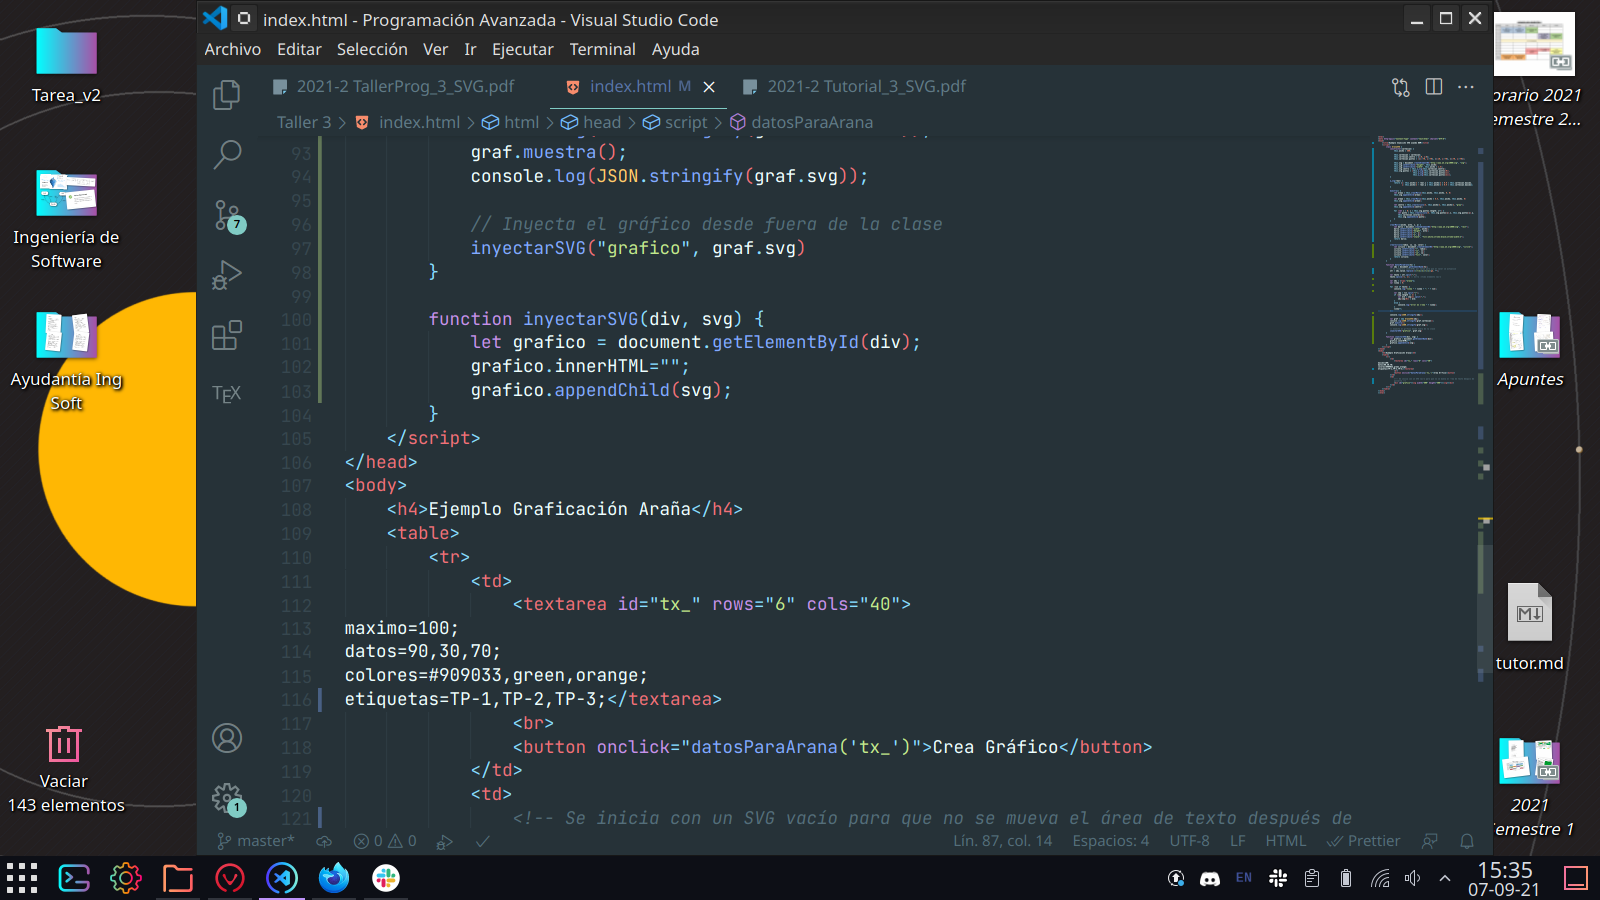 index.html - Programación Avanzada - Visual Studio Code
Archivo Editar Selección Ver Ir Ejecutar Terminal Ayuda
2021-2 TallerProg_3_SVG.pdf
index.html M
2021-2 Tutorial_3_SVG.pdf
Taller 3 > index.html > html > head > script > datosParaArana
93 graf.muestra();
94 console.log(JSON.stringify(graf.svg));
95
96 // Inyecta el gráfico desde fuera de la clase
97 inyectarSVG("grafico", graf.svg)
98 }
99
100 function inyectarSVG(div, svg) {
101 let grafico = document.getElementById(div);
102 grafico.innerHTML="";
103 grafico.appendChild(svg);
104 }
105 </script>
106 </head>
107 <body>
108 <h4>Ejemplo Graficación Araña</h4>
109 <table>
110 <tr>
111 <td>
112 <textarea id="tx_" rows="6" cols="40">
113 maximo=100;
114 datos=90,30,70;
115 colores=#909033,green,orange;
116 etiquetas=TP-1,TP-2,TP-3;</textarea>
117 <br>
118 <button onclick="datosParaArana('tx_')">Crea Gráfico</button>
119 </td>
120 <td>
121 <!-- Se inicia con un SVG vacío para que no se mueva el área de texto después de
7
TEX
1
master* 0 0 Lín. 87, col. 14 Espacios: 4 UTF-8 LF HTML Prettier
Tarea_v2
Ingeniería de
Software
Ayudantía Ing
Soft
Vaciar
143 elementos
orario 2021
emestre 2...
Apuntes
tutor.md
2021
emestre 1
EN
15:35
07-09-21